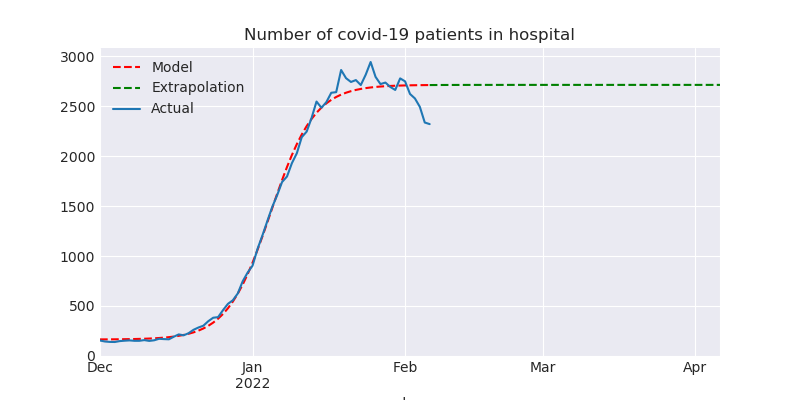 Number of covid-19 patients in hospital
3000
2500
2000
1500
1000
500
0
Model
Extrapolation
Actual
Dec
Jan
2022
Feb
Mar
Apr